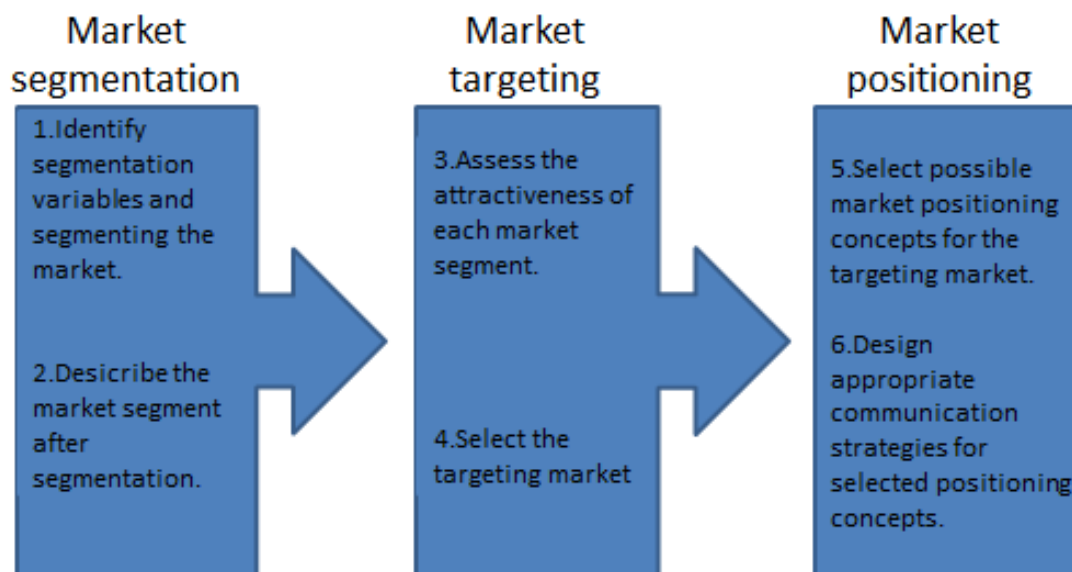 Market
segmentation
1.Identify
segmentation
variables and
segmenting the
market.
2.Desicribe the
market segment
after
segmentation.
Market
targeting
3.Assess the
attractiveness of
each market
segment.
4.Select the
targeting market
Market
positioning
5.Select possible
market positioning
concepts for the
targeting market.
6.Design
appropriate
communication
strategies for
selected positioning
concepts.